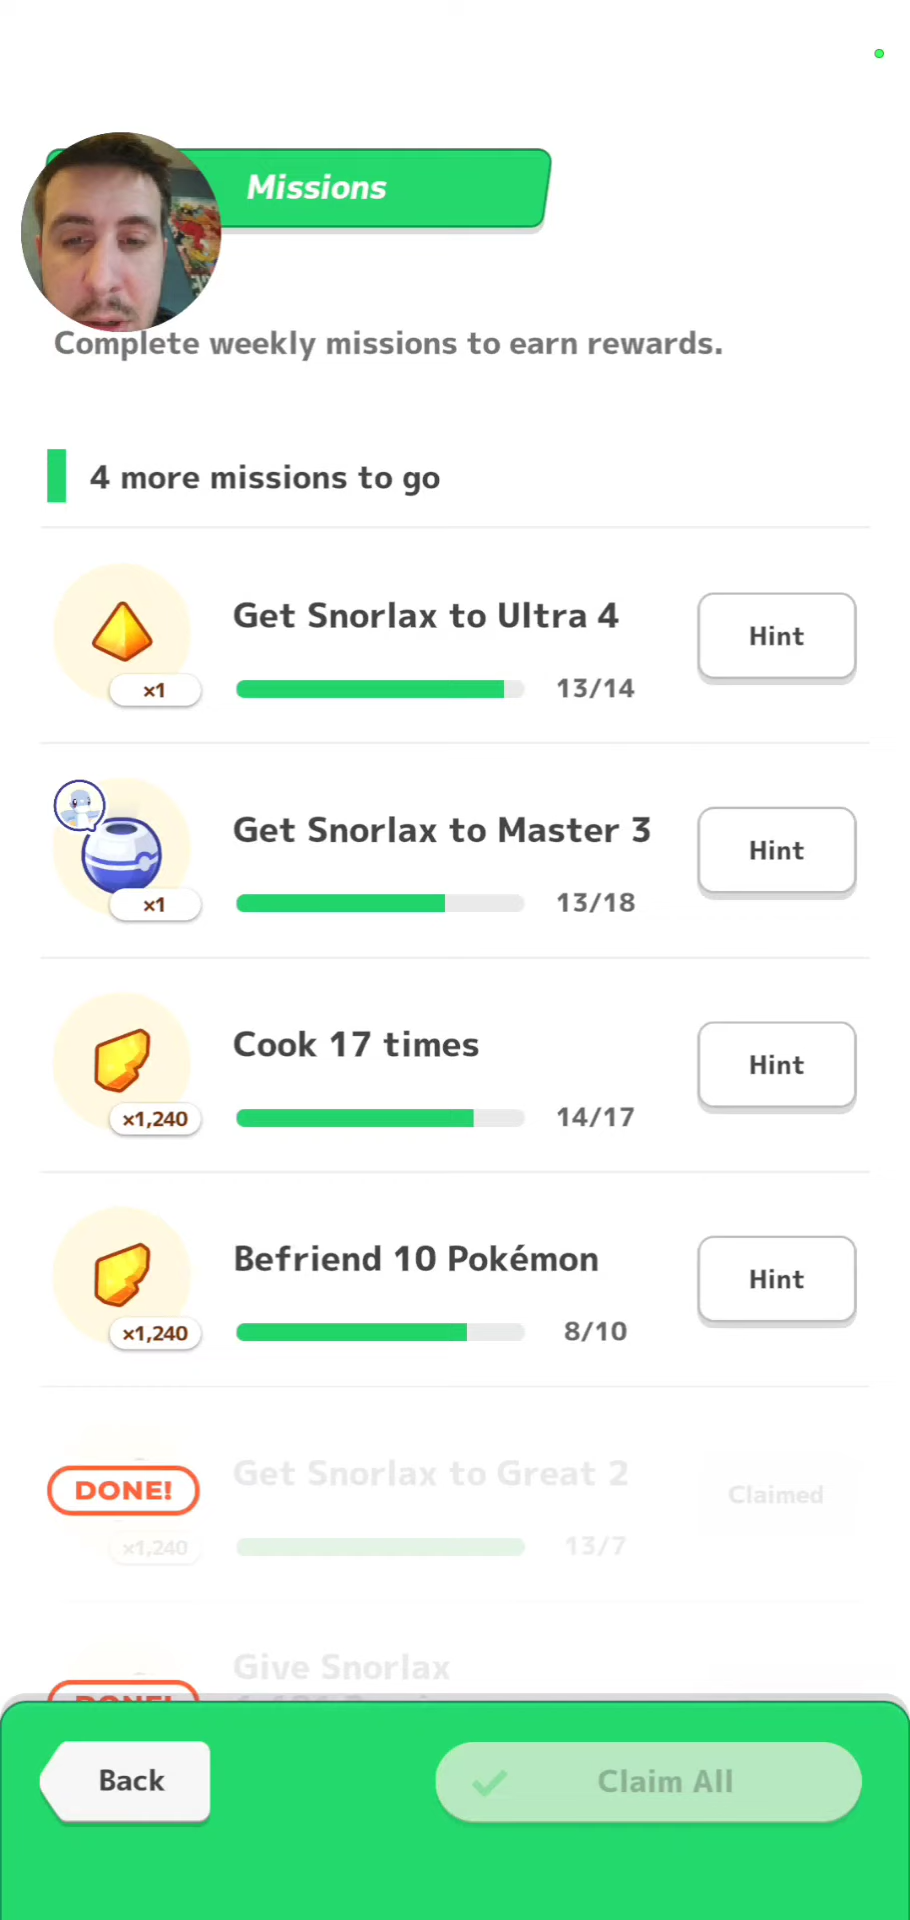 Missions
Complete weekly missions to earn rewards.
4 more missions to go
Get Snorlax to Ultra 4
Hint
×1
13/14
Get Snorlax to Master 3
Hint
×1
13/18
Cook 17 times
Hint
×1,240
14/17
Befriend 10 Pokémon
Hint
×1,240
8/10
Get Snorlax to Great 2
DONE!
Claimed
×1,240
13/7
Give Snorlax
DONE!
Back
Claim All